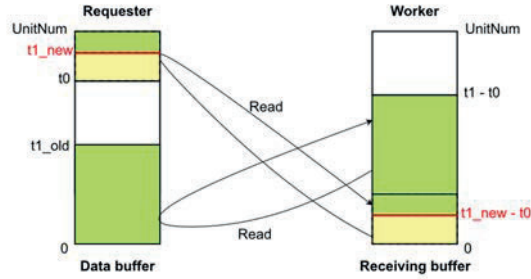 Requester
Worker
UnitNum
UnitNum
t1_new
t0
Read
t1 - t0
t1_old
t1_new - t0
Read
0
0
Data buffer
Receiving buffer